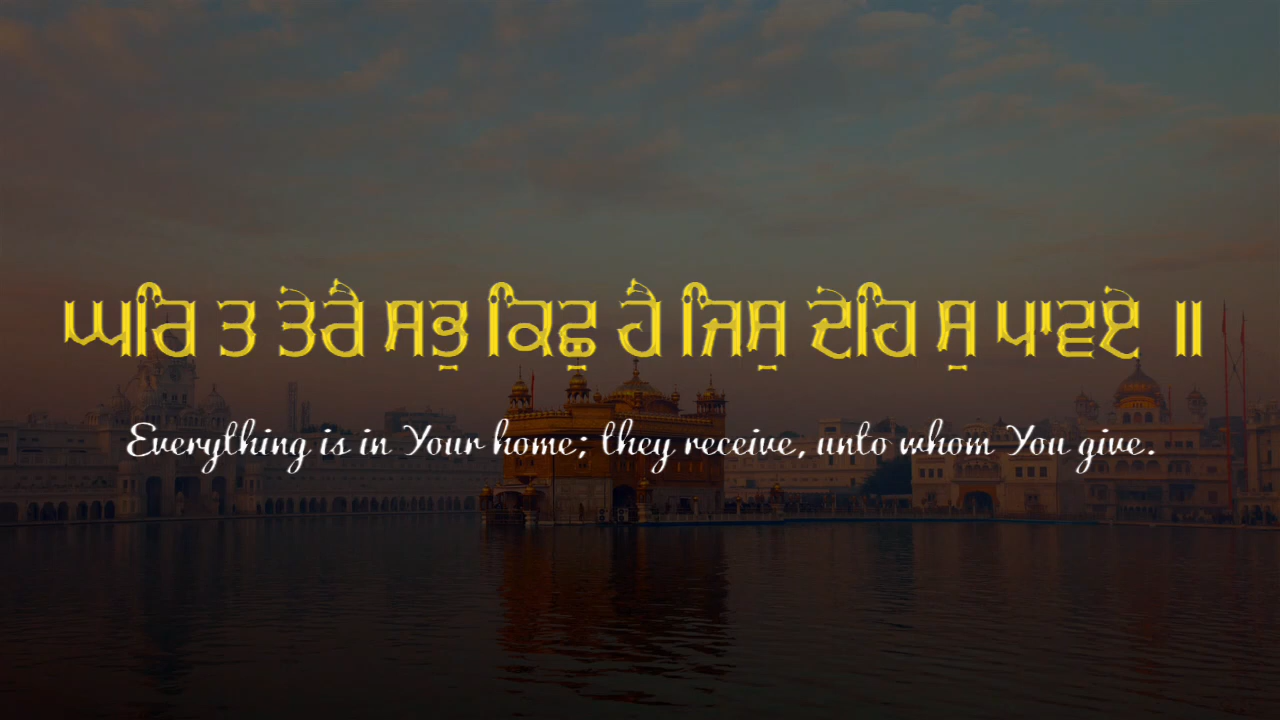 ਘਰਿ ਤ ਤੇਰੈ ਸਭੁ ਕਿਛੁ ਹੈ ਜਿਸੁ ਦੇਹਿ ਸੁ ਪਾਵਏ ॥
Everything is in Your home; they receive, unto whom You give.